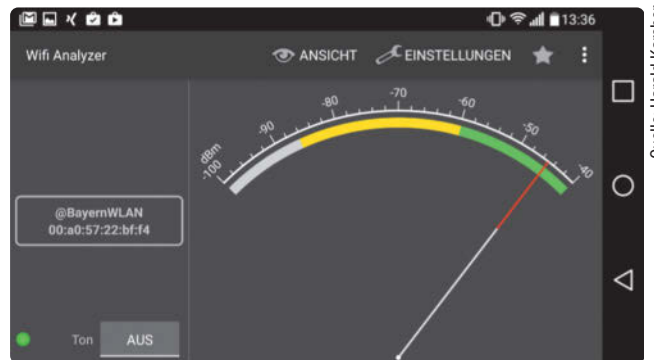 13:36
Wifi Analyzer
ANSICHT
EINSTELLUNGEN
dBm
-100
-90
-80
-70
-60
-50
-40
@BayernWLAN
00:a0:57:22:bf:f4
Ton
AUS